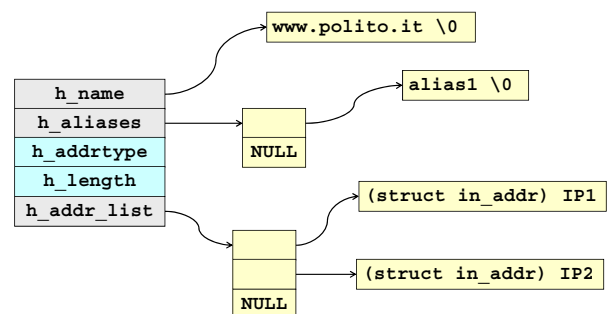 www.polito.it \0
h_name
alias1 \0
h_aliases
h_addrtype
NULL
h_length
(struct in_addr) IP1
h_addr_list
(struct in_addr) IP2
NULL